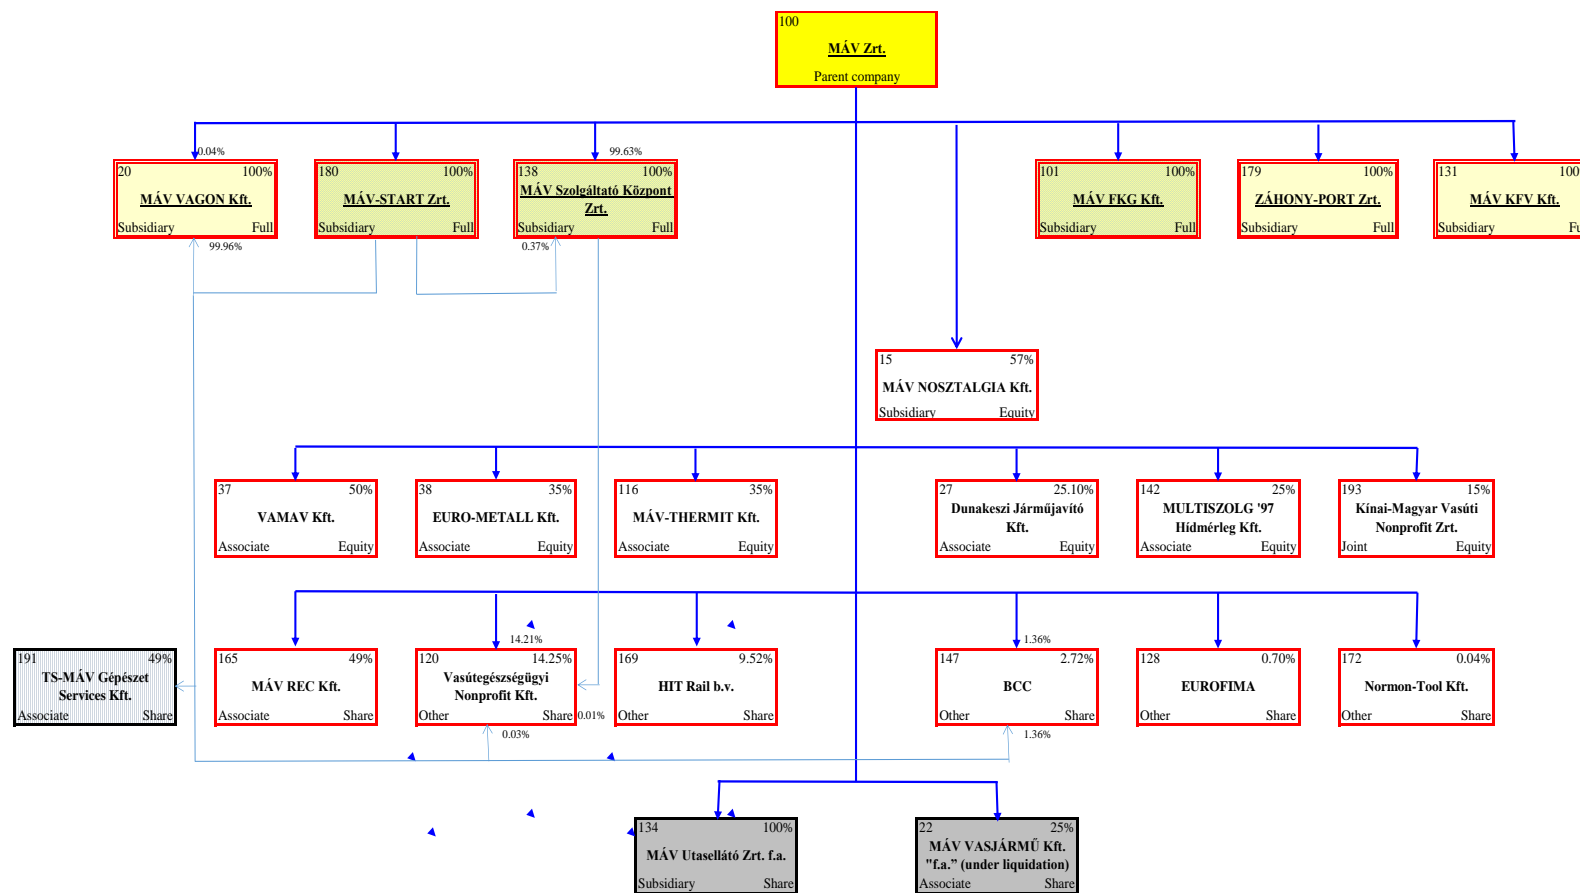 100
MÁV Zrt.
Parent company
0.04%
99.63%
20 100%
MÁV VAGON Kft.
Subsidiary Full
99.96%
180 100%
MÁV-START Zrt.
Subsidiary Full
138 100%
MÁV Szolgáltató Központ
Zrt.
Subsidiary Full
0.37%
101 100%
MÁV FKG Kft.
Subsidiary Full
179 100%
ZÁHONY-PORT Zrt.
Subsidiary Full
131 100
MÁV KFV Kft.
Subsidiary Fu
15 57%
MÁV NOSZTALGIA Kft.
Subsidiary Equity
37 50%
VAMAV Kft.
Associate Equity
38 35%
EURO-METALL Kft.
Associate Equity
116 35%
MÁV-THERMIT Kft.
Associate Equity
27 25.10%
Dunakeszi Járműjavító
Kft.
Associate Equity
142 25%
MULTISZOLG '97
Hídmérleg Kft.
Associate Equity
193 15%
Kínai-Magyar Vasúti
Nonprofit Zrt.
Joint Equity
191 49%
TS-MÁV Gépészet
Services Kft.
Associate Share
165 49%
MÁV REC Kft.
Associate Share
14.21%
120 14.25%
Vasútegészségügyi
Nonprofit Kft.
Other Share
0.01%
0.03%
169 9.52%
HIT Rail b.v.
Other Share
1.36%
147 2.72%
BCC
Other Share
1.36%
128 0.70%
EUROFIMA
Other Share
172 0.04%
Normon-Tool Kft.
Other Share
134 100%
MÁV Utasellátó Zrt. f.a.
Subsidiary Share
22 25%
MÁV VASJÁRMŰ Kft.
"f.a.” (under liquidation)
Associate Share